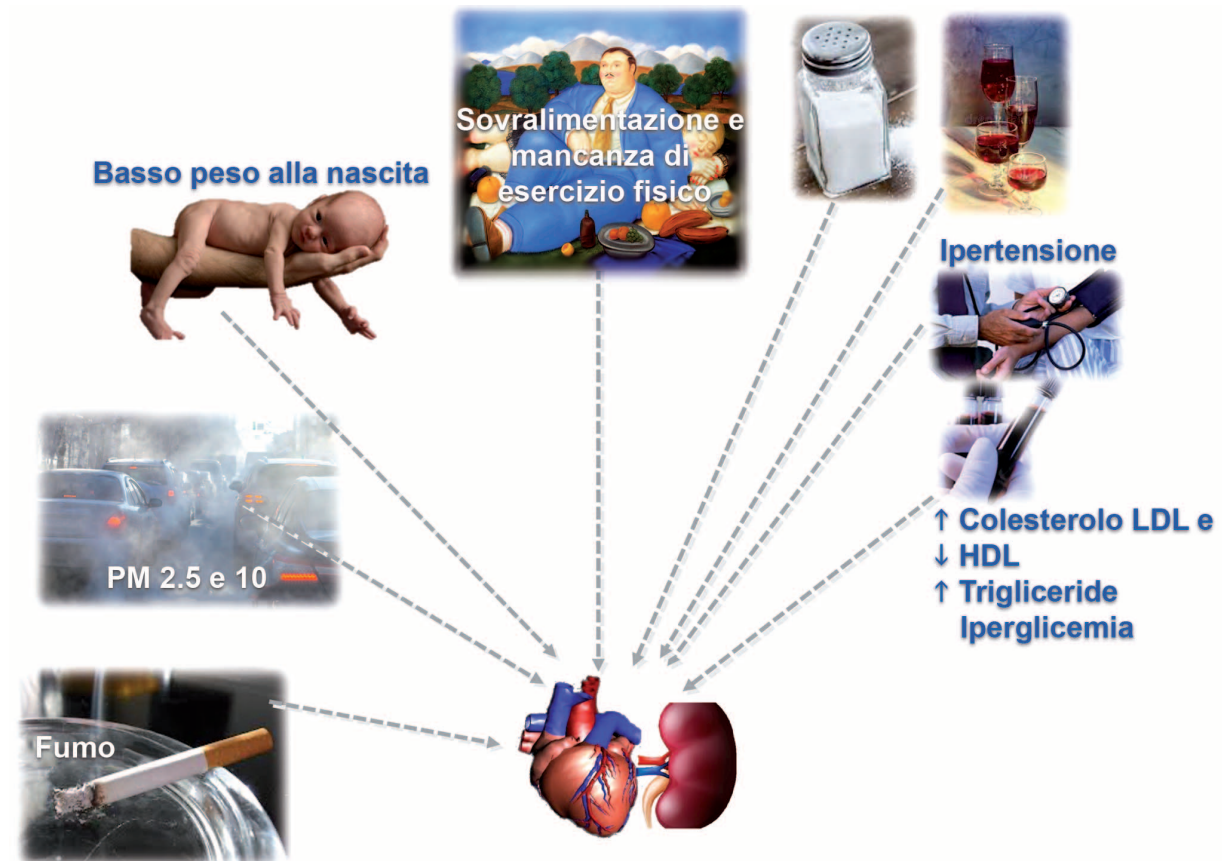 Basso peso alla nascita
Sovralimentazione e
mancanza di
esercizio fisico
Ipertensione
↑ Colesterolo LDL e
↓ HDL
↑ Trigliceride
Iperglicemia
PM 2.5 e 10
Fumo